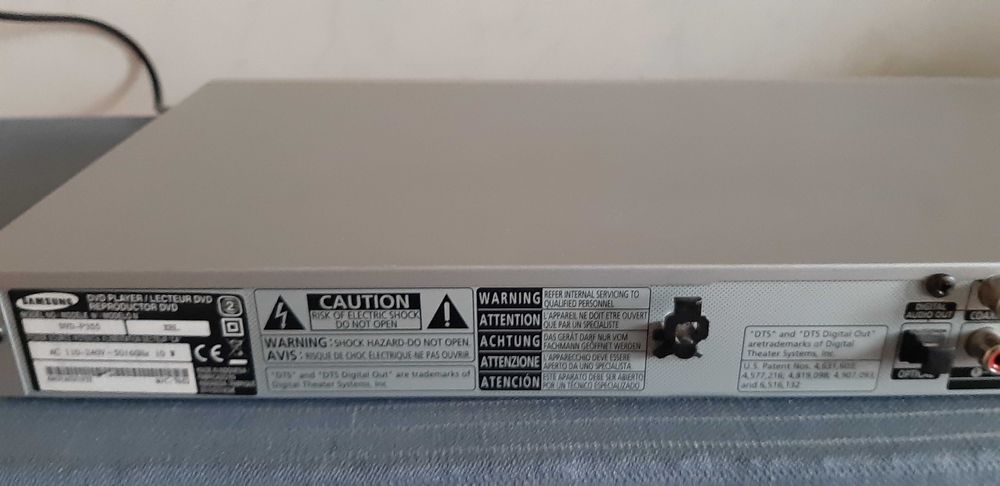 SAMSUNG
DVD PLAYER/LECTEUR DVD
REPRODUCTOR DVD
2
DVD-P355
XEL
AC 110-240V~50/60Hz 10 W
CE
CAUTION
RISK OF ELECTRIC SHOCK
DO NOT OPEN
WARNING : SHOCK HAZARD-DO NOT OPEN.
AVIS : RISQUE DE CHOC ELECTRIQUE-NE PAS OUVRIR.
"DTS" and "DTS Digital Out" are trademarks of
Digital Theater Systems, Inc.
WARNING REFER INTERNAL SERVICING TO
QUALIFIED PERSONNEL
ATTENTION L'APPAREIL NE DOIT ETRE OUVERT
QUE PAR UN SPECIALISTE
ACHTUNG DAS GERÄT DARF NUR VOM
FACHMANN GEÖFFNET WERDEN
ATTENZIONE L'APPARECCHIO DEVE ESSERE
APERTO DA UNO SPECIALISTA
ATENCIÓN ESTE APARATO DEBE SER ABIERTO
POR UN TÉCNICO ESPECIALIZADO
"DTS" and "DTS Digital Out"
aretrademarks of Digital
Theater Systems, Inc.
U.S. Patent Nos. 4,631,603,
4,577,216, 4,819,098, 4,907,093,
and 6,516,132
DIGITAL
AUDIO OUT
OPTICAL
COAX